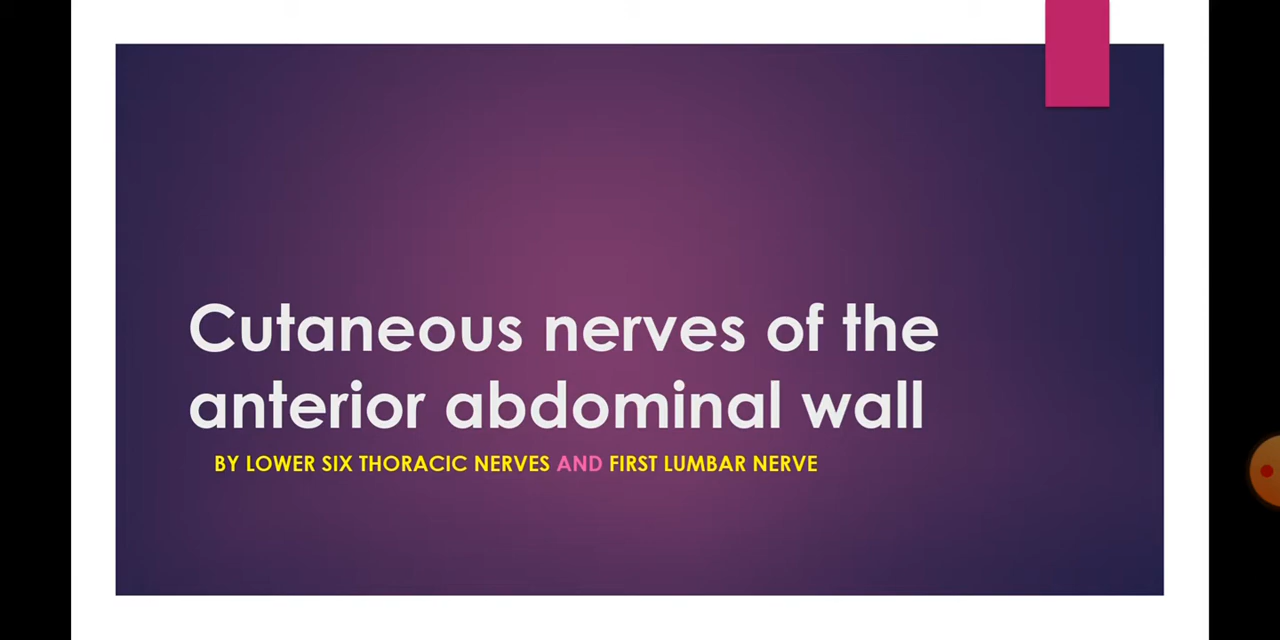 Cutaneous nerves of the
anterior abdominal wall
BY LOWER SIX THORACIC NERVES AND FIRST LUMBAR NERVE